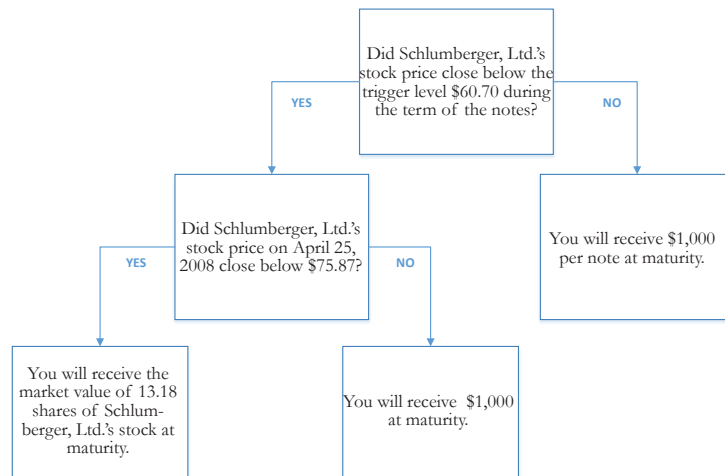 Did Schlumberger, Ltd.'s
stock price close below the
trigger level $60.70 during
the term of the notes?
YES
NO
Did Schlumberger, Ltd.'s
stock price on April 25,
2008 close below $75.87?
You will receive $1,000
per note at maturity.
YES
NO
You will receive the
market value of 13.18
shares of Schlum-
berger, Ltd.'s stock at
maturity.
You will receive $1,000
at maturity.